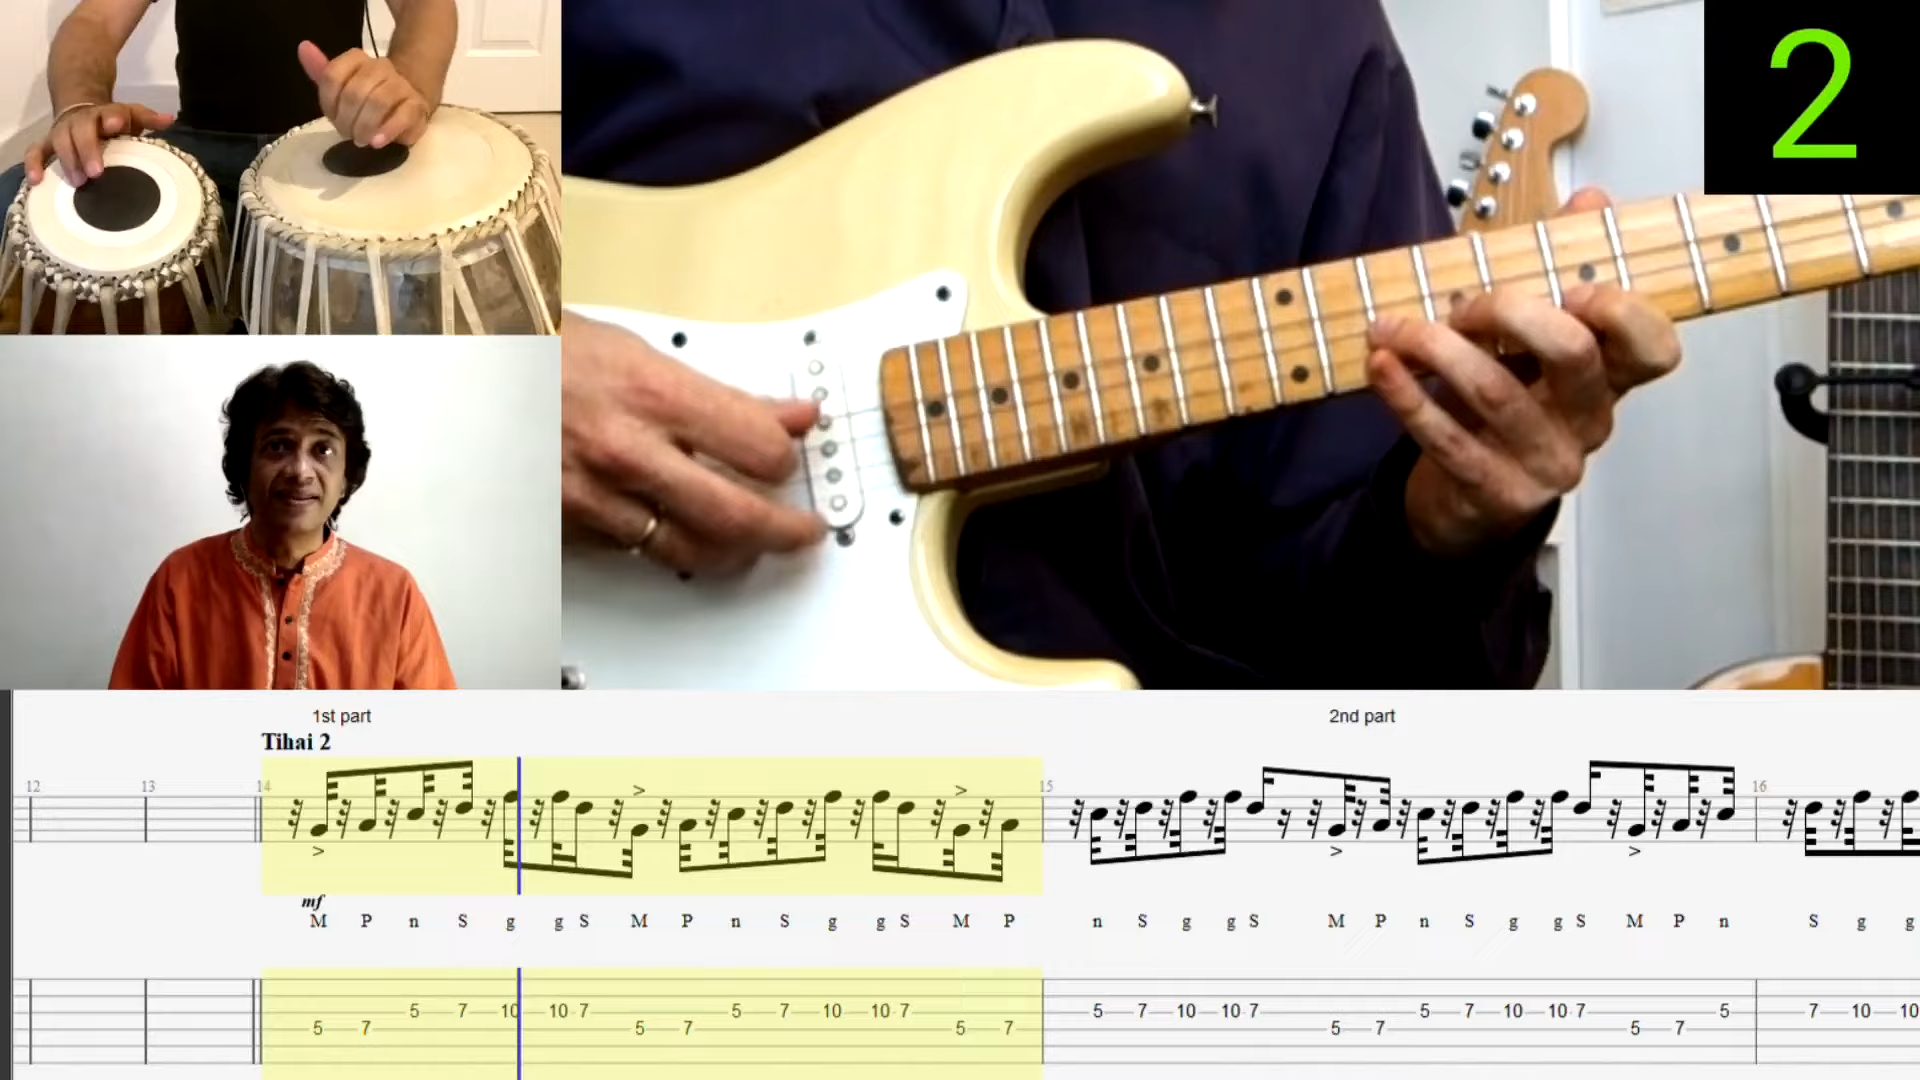 2
1st part
2nd part
Tihai 2
12 13 14 15 16
mf
M P n S g g S M P n S g g S M P n S g g S M P n S g g S M P n S g g
5 7 10 10 7 5 7 10 10 7 5 7 10 10 7 5 7 10 10 7 5 7 10 10
5 7 5 7 5 7 5 7 5 7